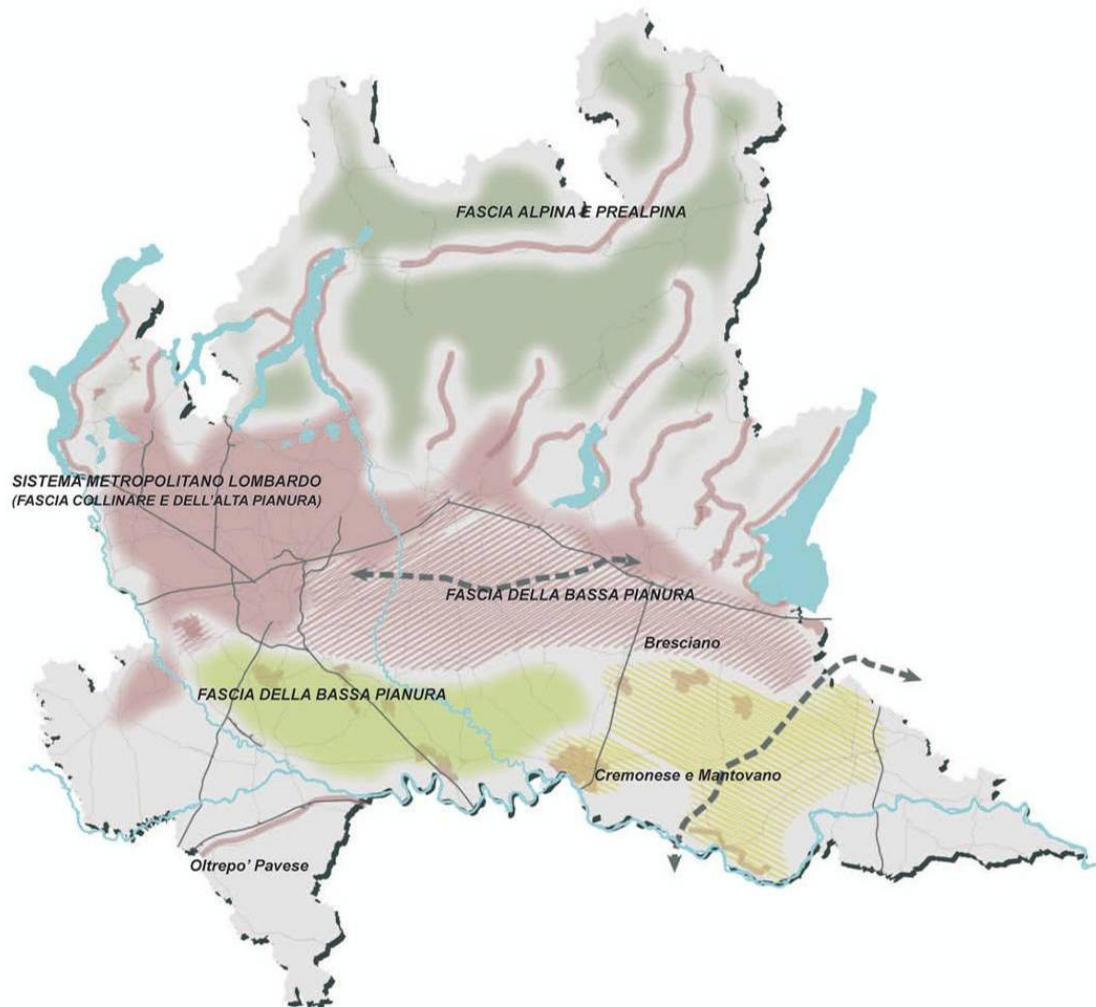 FASCIA ALPINA E PREALPINA
SISTEMA METROPOLITANO LOMBARDO
(FASCIA COLLINARE E DELL'ALTA PIANURA)
FASCIA DELLA BASSA PIANURA
Bresciano
FASCIA DELLA BASSA PIANURA
Cremonese e Mantovano
Oltrepo' Pavese